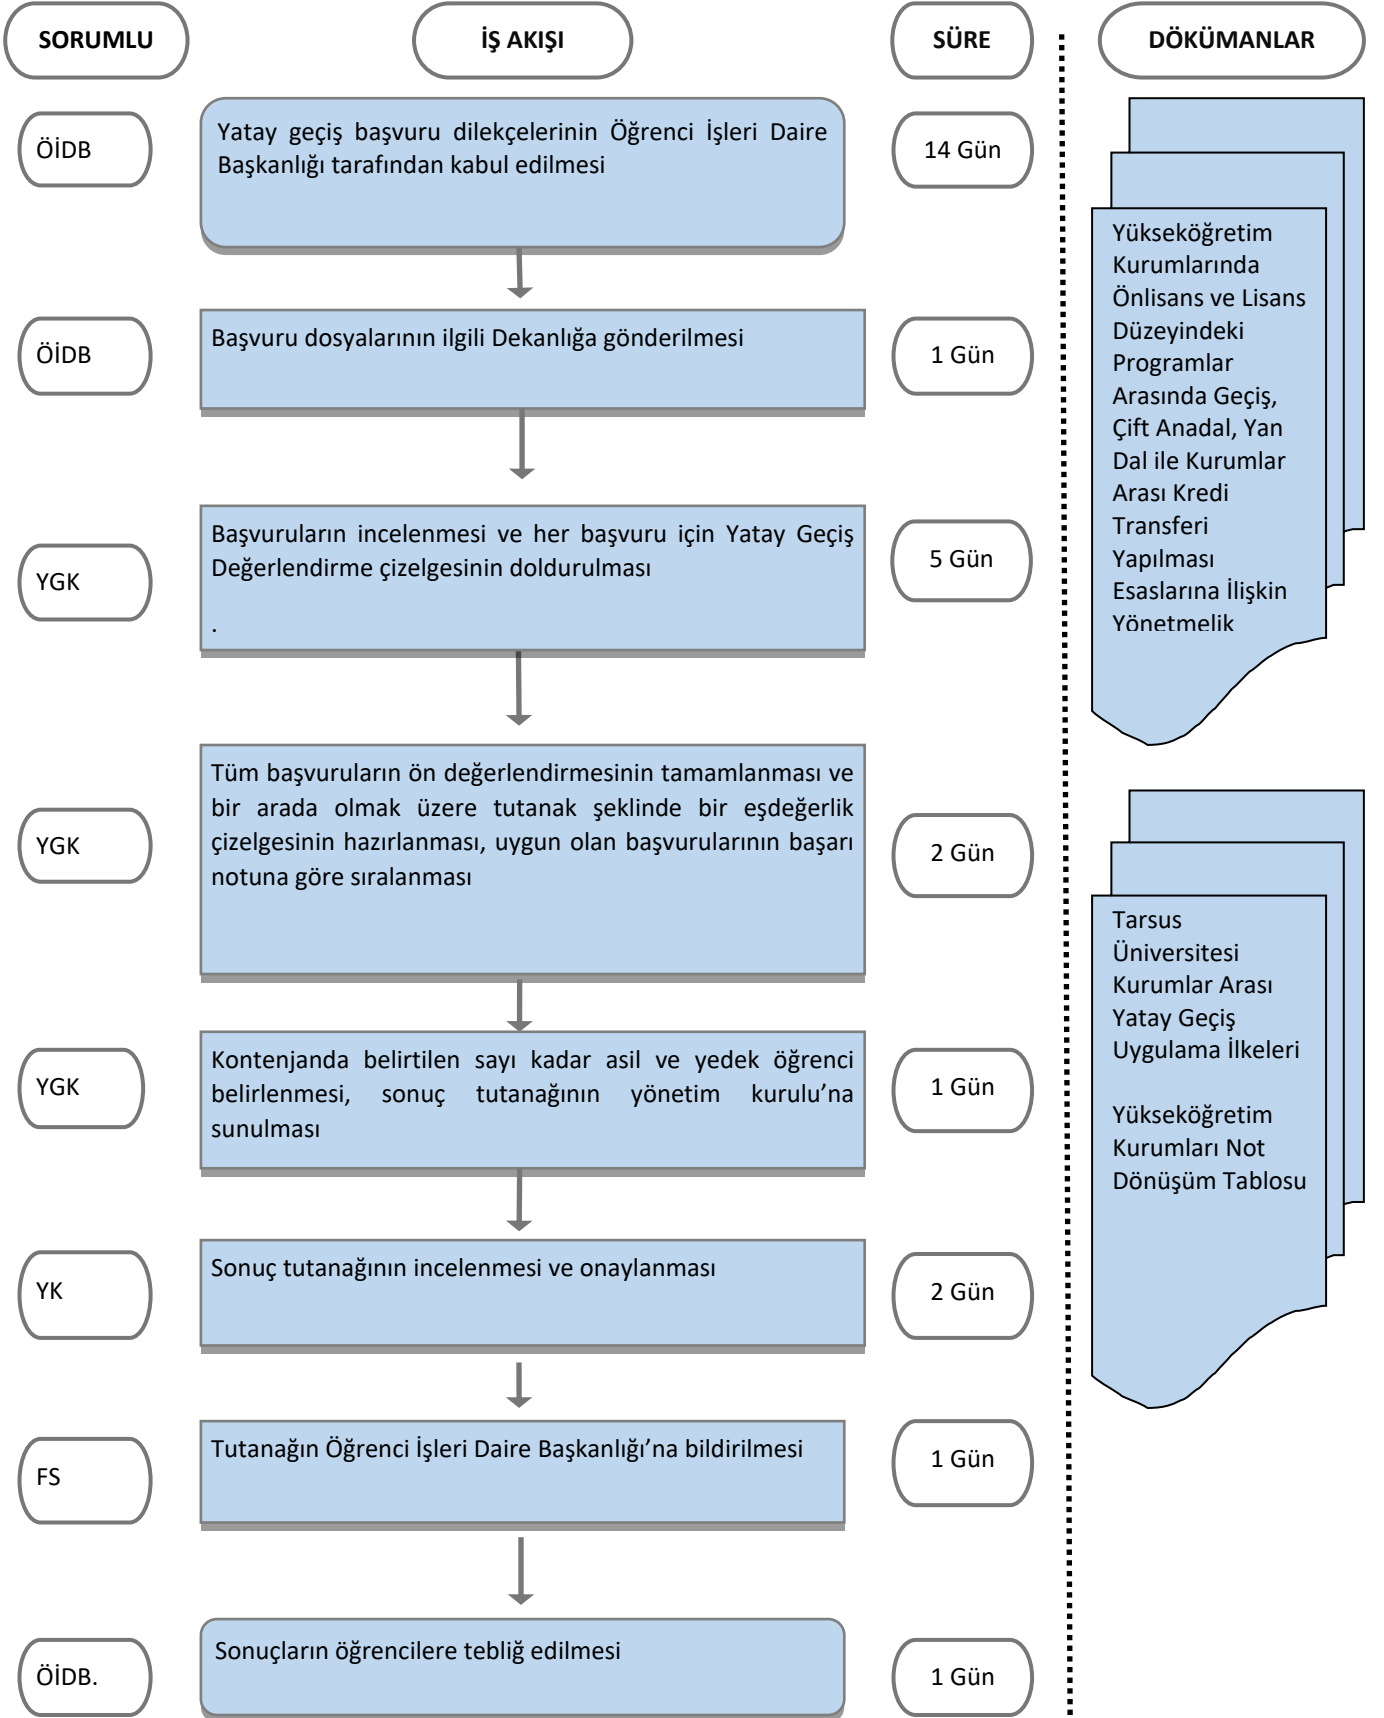 SORUMLU
İŞ AKIŞI
SÜRE
DÖKÜMANLAR
ÖİDB
Yatay geçiş başvuru dilekçelerinin Öğrenci İşleri Daire
Başkanlığı tarafından kabul edilmesi
14 Gün
ÖİDB
Başvuru dosyalarının ilgili Dekanlığa gönderilmesi
1 Gün
YGK
Başvuruların incelenmesi ve her başvuru için Yatay Geçiş
Değerlendirme çizelgesinin doldurulması
.
5 Gün
YGK
Tüm başvuruların ön değerlendirmesinin tamamlanması ve
bir arada olmak üzere tutanak şeklinde bir eşdeğerlik
çizelgesinin hazırlanması, uygun olan başvurularının başarı
notuna göre sıralanması
2 Gün
YGK
Kontenjanda belirtilen sayı kadar asil ve yedek öğrenci
belirlenmesi, sonuç tutanağının yönetim kurulu’na
sunulması
1 Gün
YK
Sonuç tutanağının incelenmesi ve onaylanması
2 Gün
FS
Tutanağın Öğrenci İşleri Daire Başkanlığı’na bildirilmesi
1 Gün
ÖİDB.
Sonuçların öğrencilere tebliğ edilmesi
1 Gün
Yükseköğretim
Kurumlarında
Önlisans ve Lisans
Düzeyindeki
Programlar
Arasında Geçiş,
Çift Anadal, Yan
Dal ile Kurumlar
Arası Kredi
Transferi
Yapılması
Esaslarına İlişkin
Yönetmelik
Tarsus
Üniversitesi
Kurumlar Arası
Yatay Geçiş
Uygulama İlkeleri
Yükseköğretim
Kurumları Not
Dönüşüm Tablosu